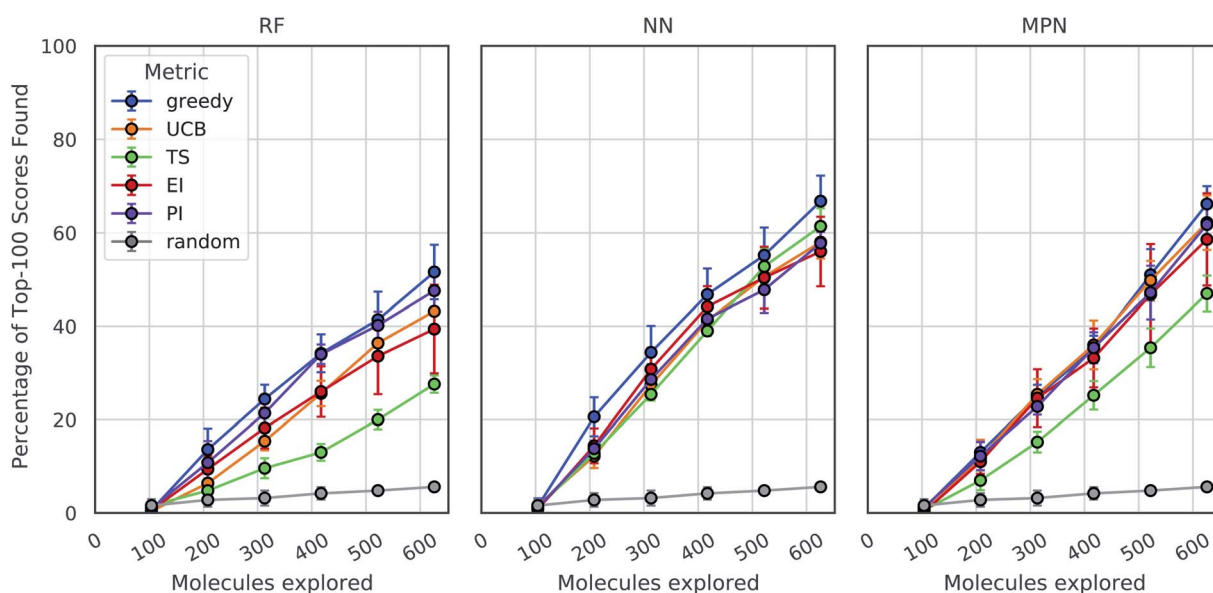 RF
NN
MPN
Percentage of Top-100 Scores Found
100
80
60
40
20
0
Metric
greedy
UCB
TS
EI
PI
random
0 100 200 300 400 500 600
0 100 200 300 400 500 600
0 100 200 300 400 500 600
Molecules explored
Molecules explored
Molecules explored